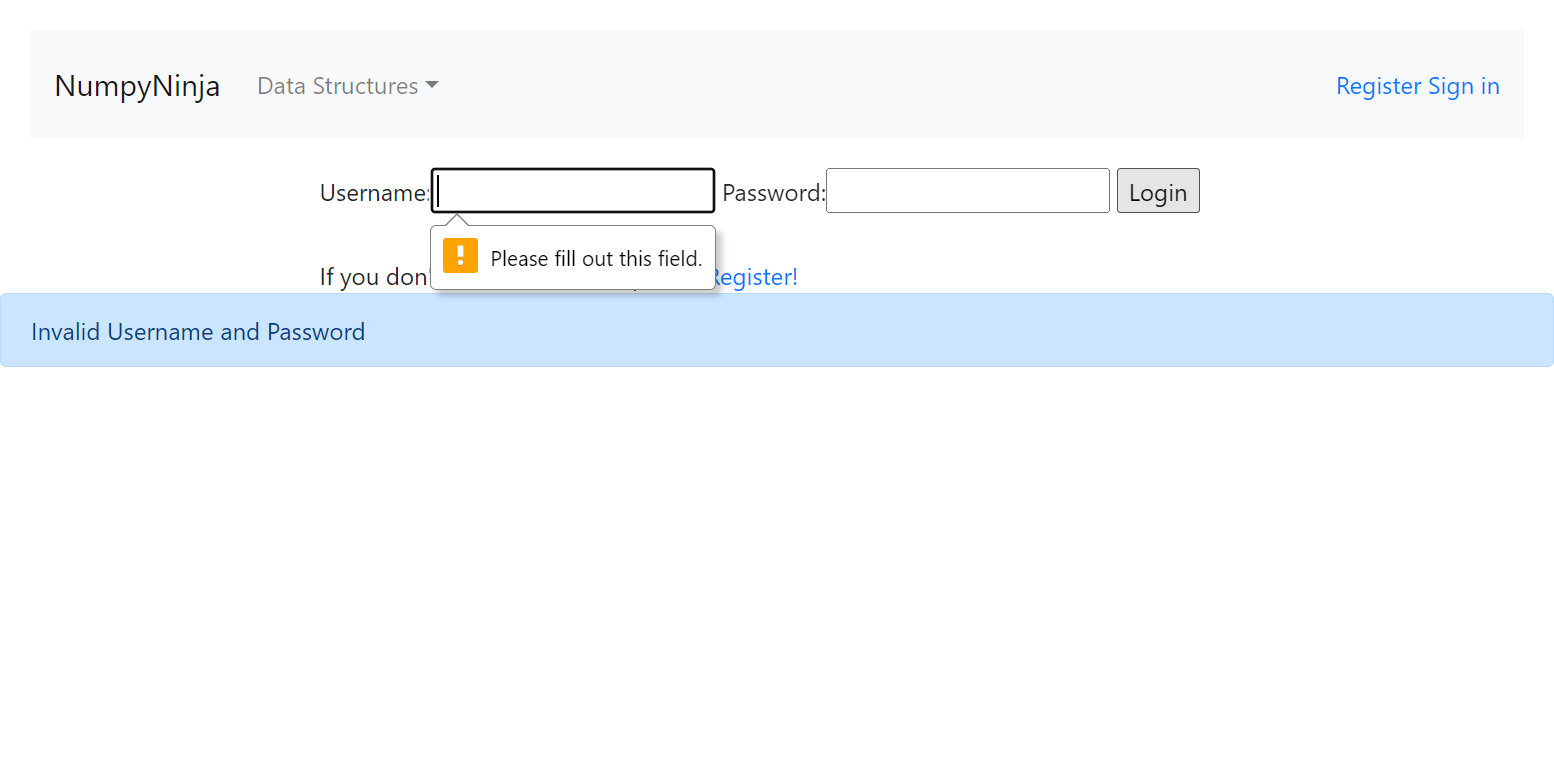 NumpyNinja Data Structures Register Sign in
Username: Password: Login
Please fill out this field.
If you don' Register!
Invalid Username and Password